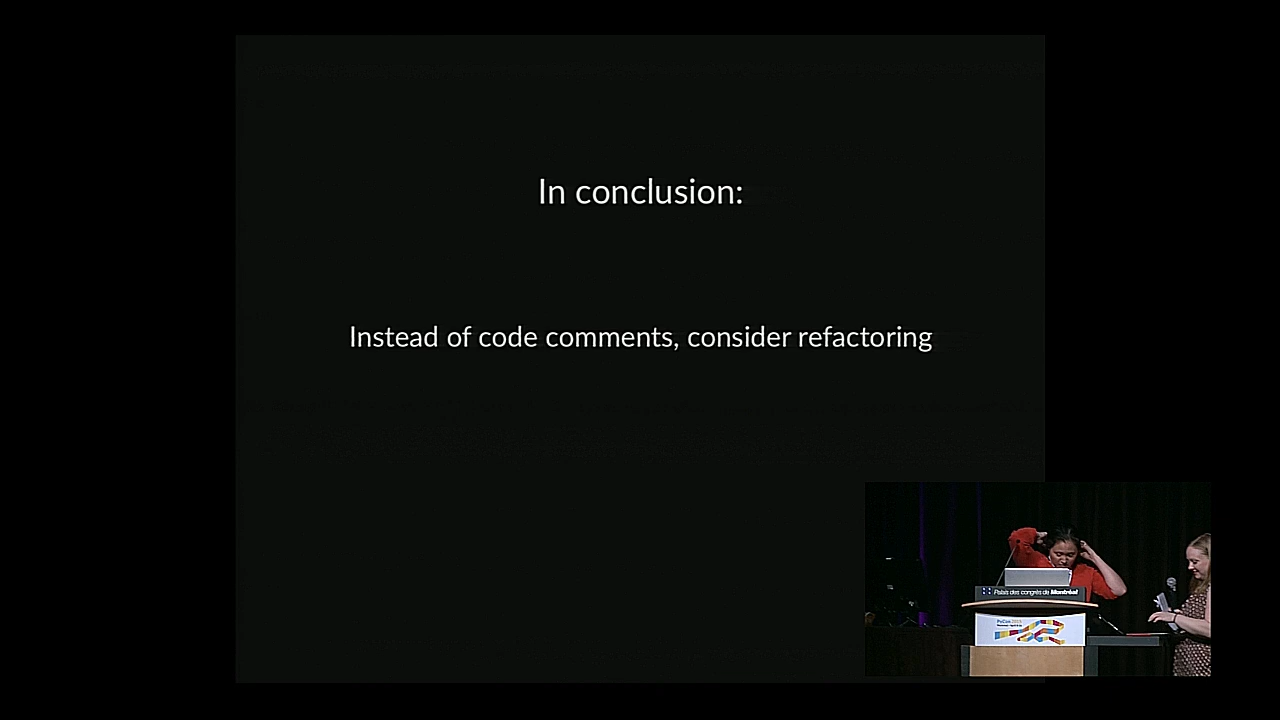 In conclusion:
Instead of code comments, consider refactoring
Palais des congrès de Montréal
PyCon 2015